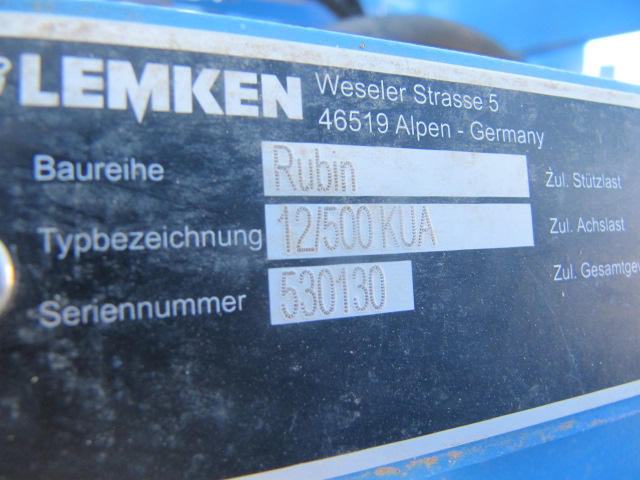 LEMKEN
Weseler Strasse 5
46519 Alpen - Germany
Baureihe Rubin Zul. Stützlast
Typbezeichnung 12/500 KUA Zul. Achslast
Seriennummer 530130 Zul. Gesamtgew